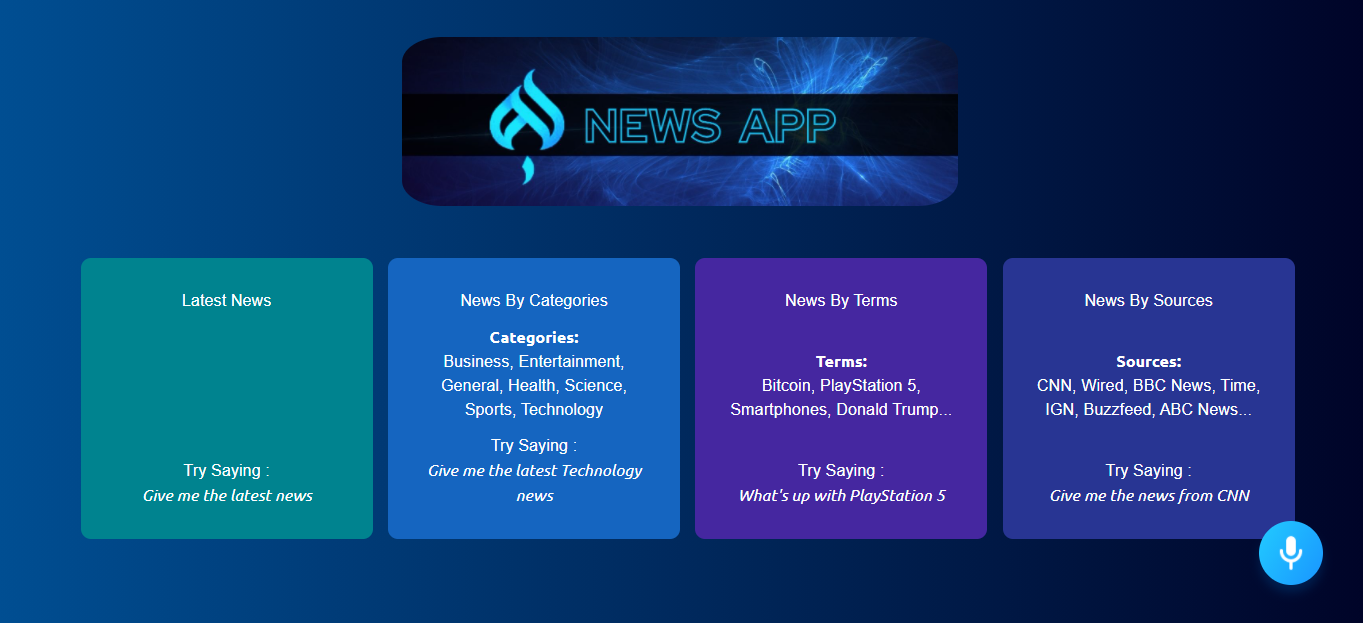 NEWS APP
Latest News
Try Saying :
Give me the latest news
News By Categories
Categories:
Business, Entertainment,
General, Health, Science,
Sports, Technology
Try Saying :
Give me the latest Technology
news
News By Terms
Terms:
Bitcoin, PlayStation 5,
Smartphones, Donald Trump...
Try Saying :
What's up with PlayStation 5
News By Sources
Sources:
CNN, Wired, BBC News, Time,
IGN, Buzzfeed, ABC News...
Try Saying :
Give me the news from CNN